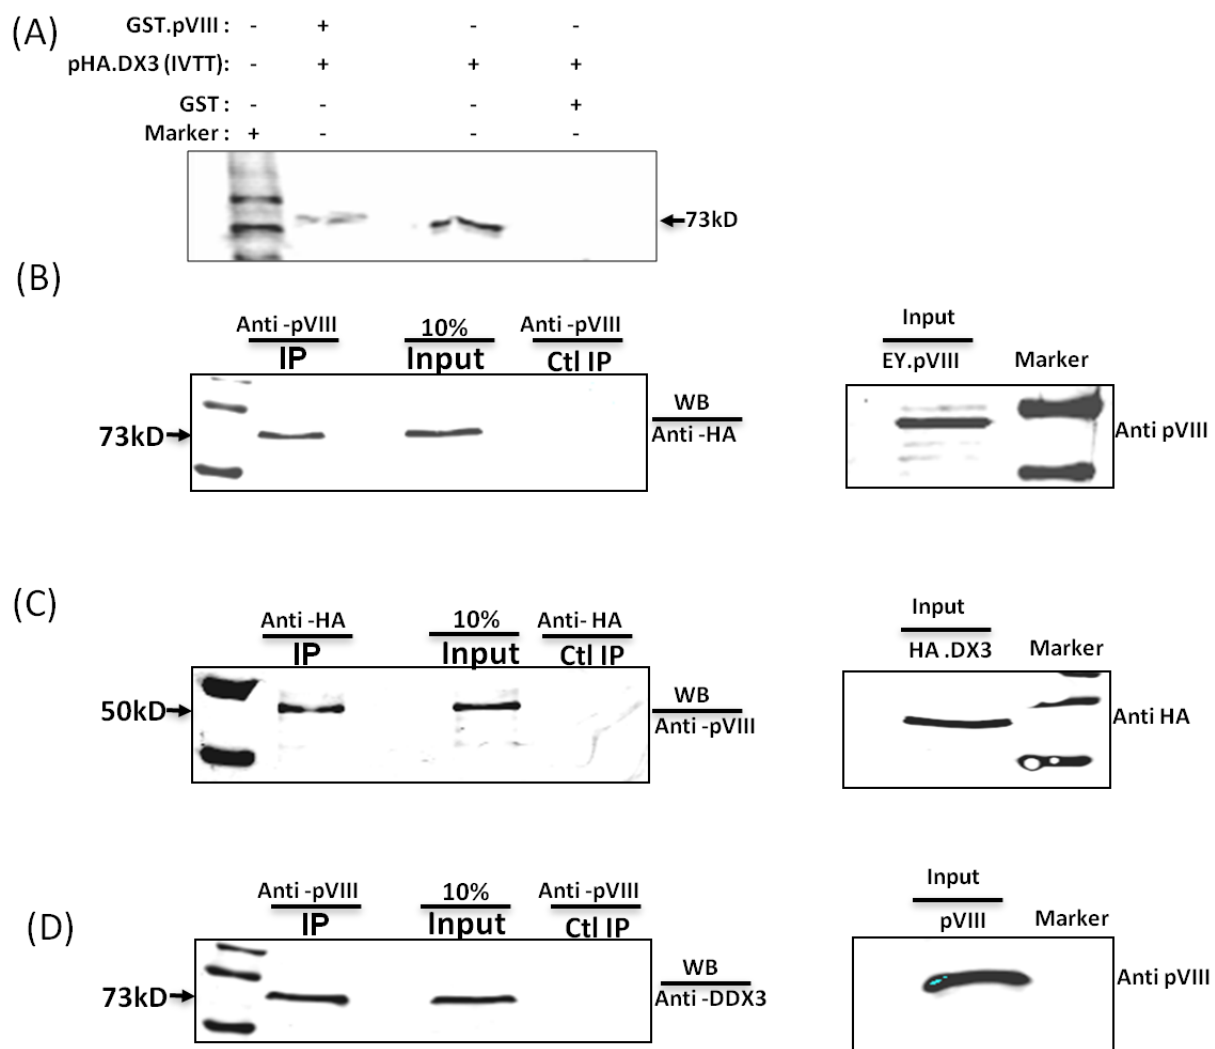 (A)
GST.pVIII : - + - -
pHA.DX3 (IVTT): - + + +
GST : - - - +
Marker : + - - -
73kD
(B)
Anti -pVIII 10% Anti -pVIII
IP Input Ctl IP
73kD
WB
Anti -HA
Input
EY.pVIII Marker
Anti pVIII
(C)
Anti -HA 10% Anti- HA
IP Input Ctl IP
50kD
WB
Anti -pVIII
Input
HA .DX3 Marker
Anti HA
(D)
Anti -pVIII 10% Anti -pVIII
IP Input Ctl IP
73kD
WB
Anti -DDX3
Input
pVIII Marker
Anti pVIII